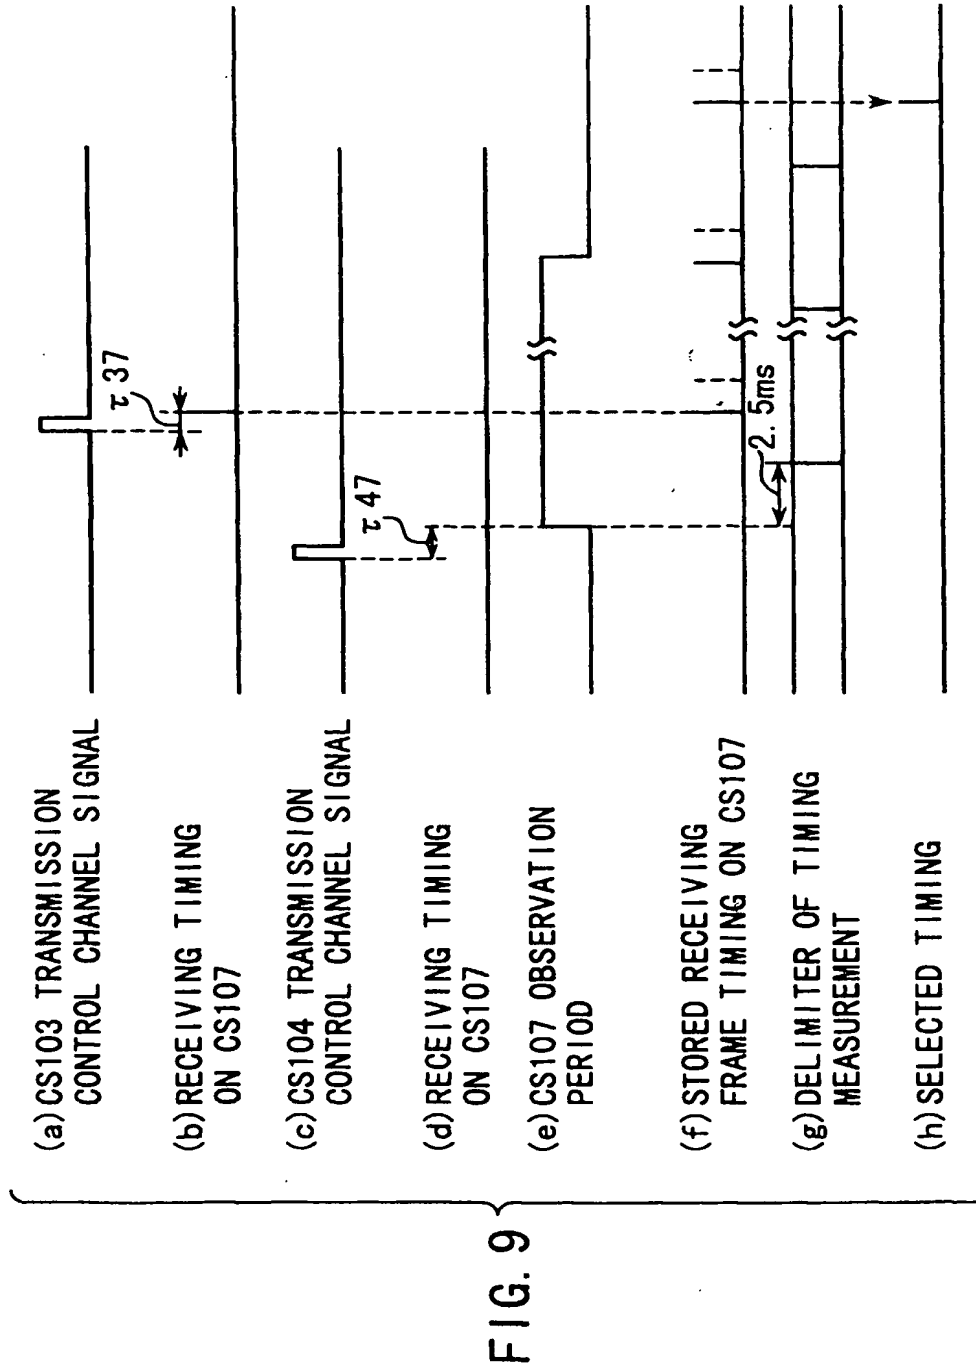 (a) CS103 TRANSMISSION
CONTROL CHANNEL SIGNAL
τ 37
(b) RECEIVING TIMING
ON CS107
(c) CS104 TRANSMISSION
CONTROL CHANNEL SIGNAL
τ 47
(d) RECEIVING TIMING
ON CS107
(e) CS107 OBSERVATION
PERIOD
(f) STORED RECEIVING
FRAME TIMING ON CS107
2. 5ms
(g) DELIMITER OF TIMING
MEASUREMENT
(h) SELECTED TIMING
FIG. 9